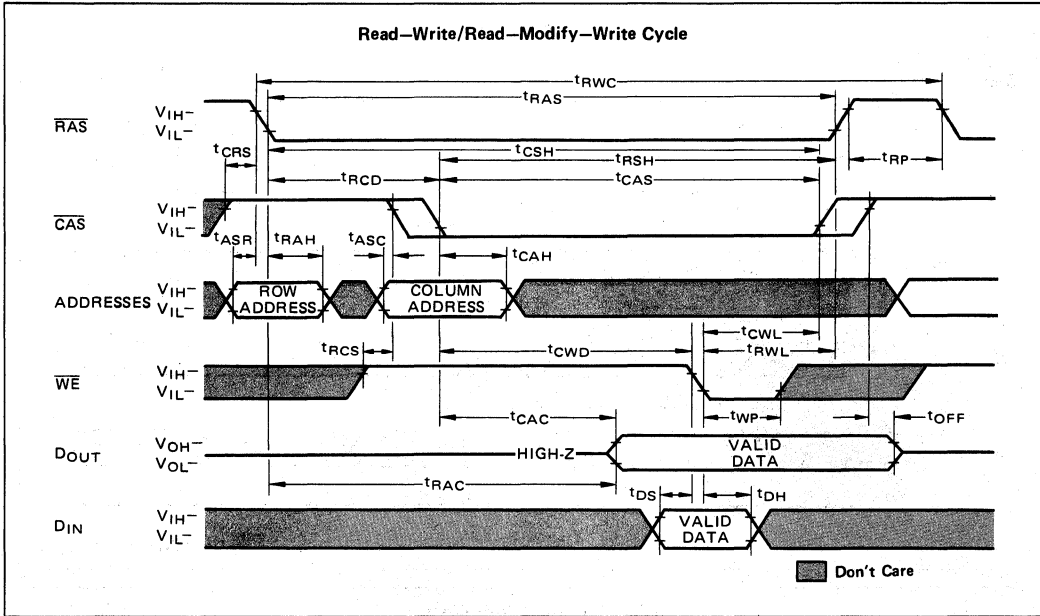 Read—Write/Read—Modify—Write Cycle
tRWC
tRAS
RAS
VIH-
VIL-
tCRS
tCSH
tRSH
tRP
tRCD
tCAS
CAS
VIH-
VIL-
tASR
tRAH
tASC
tCAH
ADDRESSES
VIH-
VIL-
ROW
ADDRESS
COLUMN
ADDRESS
tCWL
tRCS
tCWD
tRWL
WE
VIH-
VIL-
tCAC
tWP
tOFF
DOUT
VOH-
VOL-
HIGH-Z
VALID
DATA
tRAC
tDS
tDH
DIN
VIH-
VIL-
VALID
DATA
Don't Care